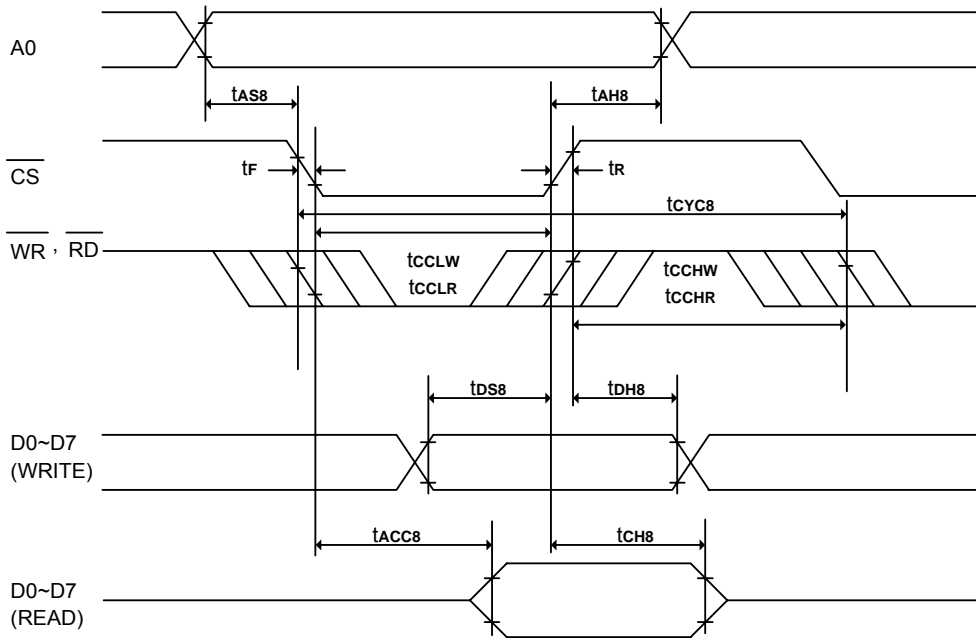 A0
tAS8
tAH8
CS
tF
tR
tCYC8
WR , RD
tCCLW
tCCLR
tCCHW
tCCHR
tDS8
tDH8
D0~D7
(WRITE)
tACC8
tCH8
D0~D7
(READ)